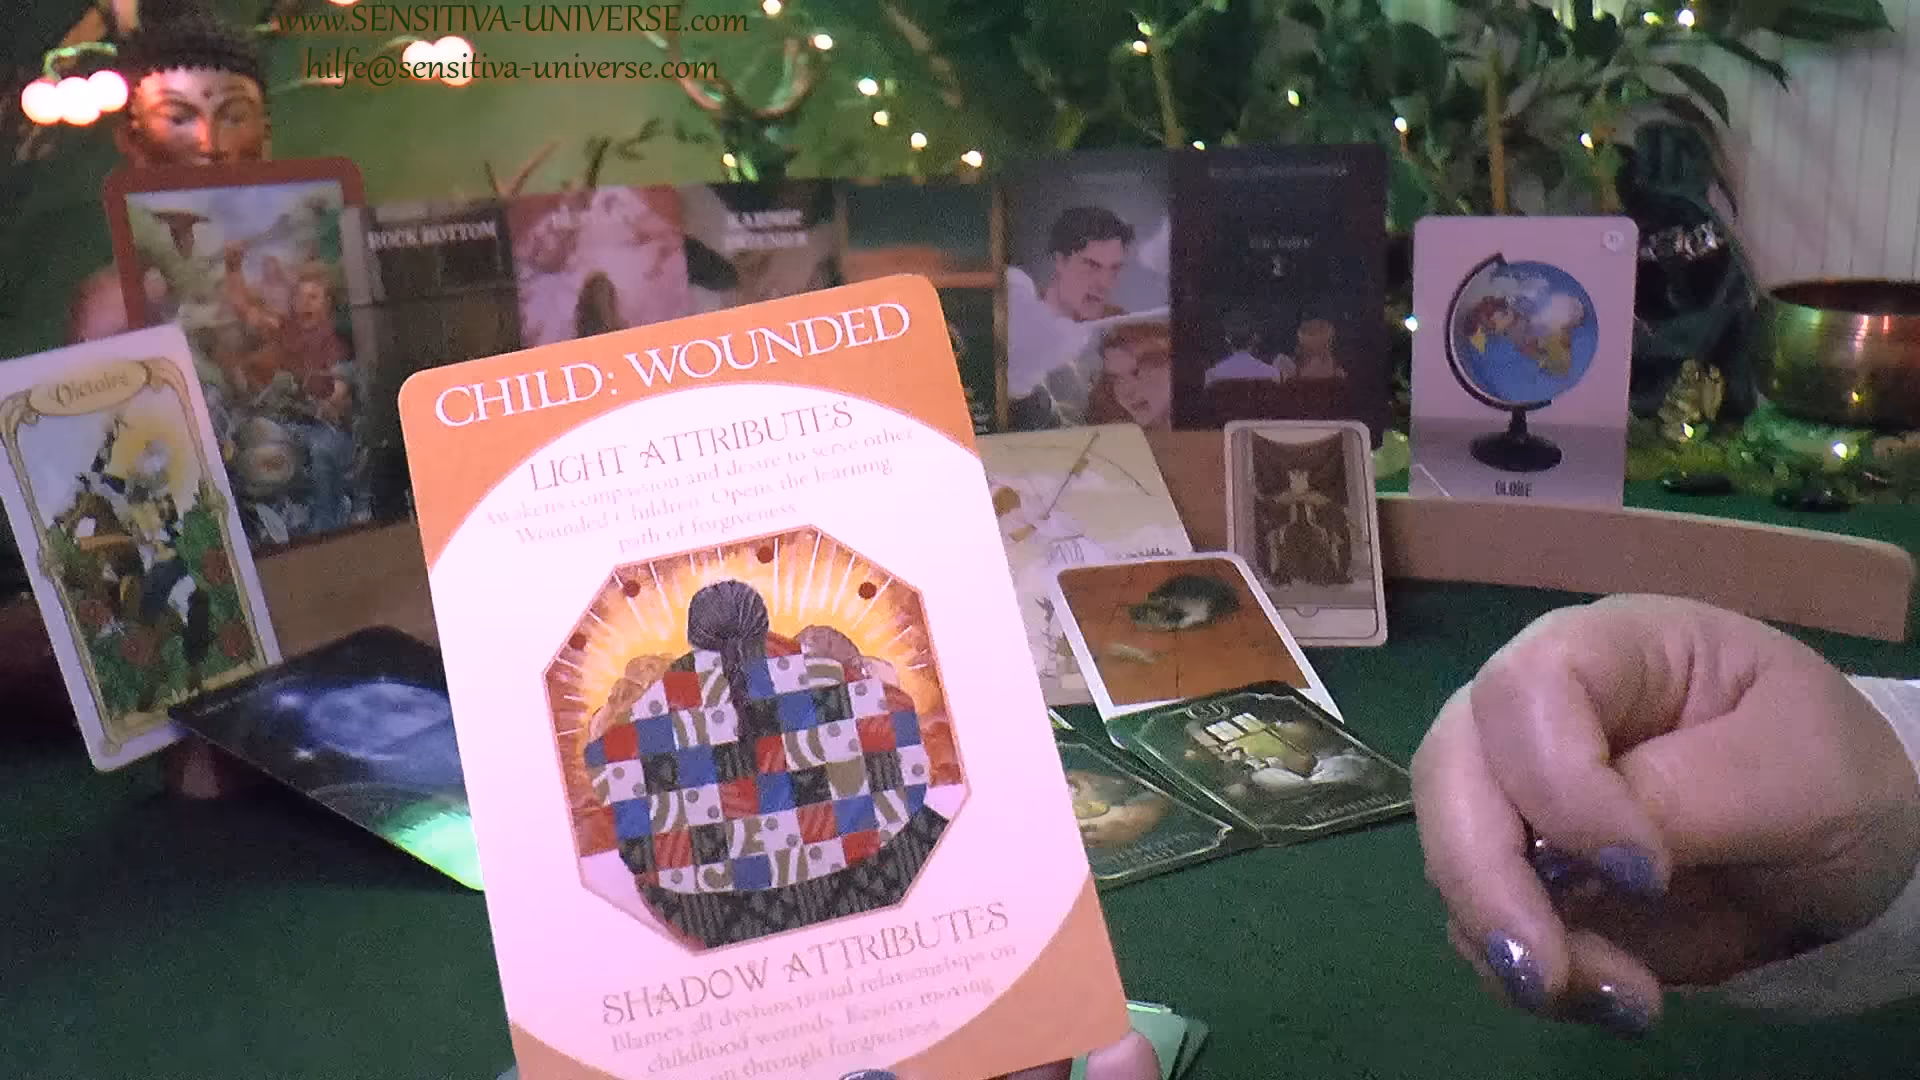 www.SENSITIVA-UNIVERSE.com
hilfe@sensitiva-universe.com
ROCK BOTTOM
Victoire
GLOBE
CHILD: WOUNDED
LIGHT ATTRIBUTES
Awakens compassion and desire to serve other
Wounded Children. Opens the learning
path of forgiveness
SHADOW ATTRIBUTES
Blames all dysfunctional relationships on
childhood wounds. Resists moving
on through forgiveness